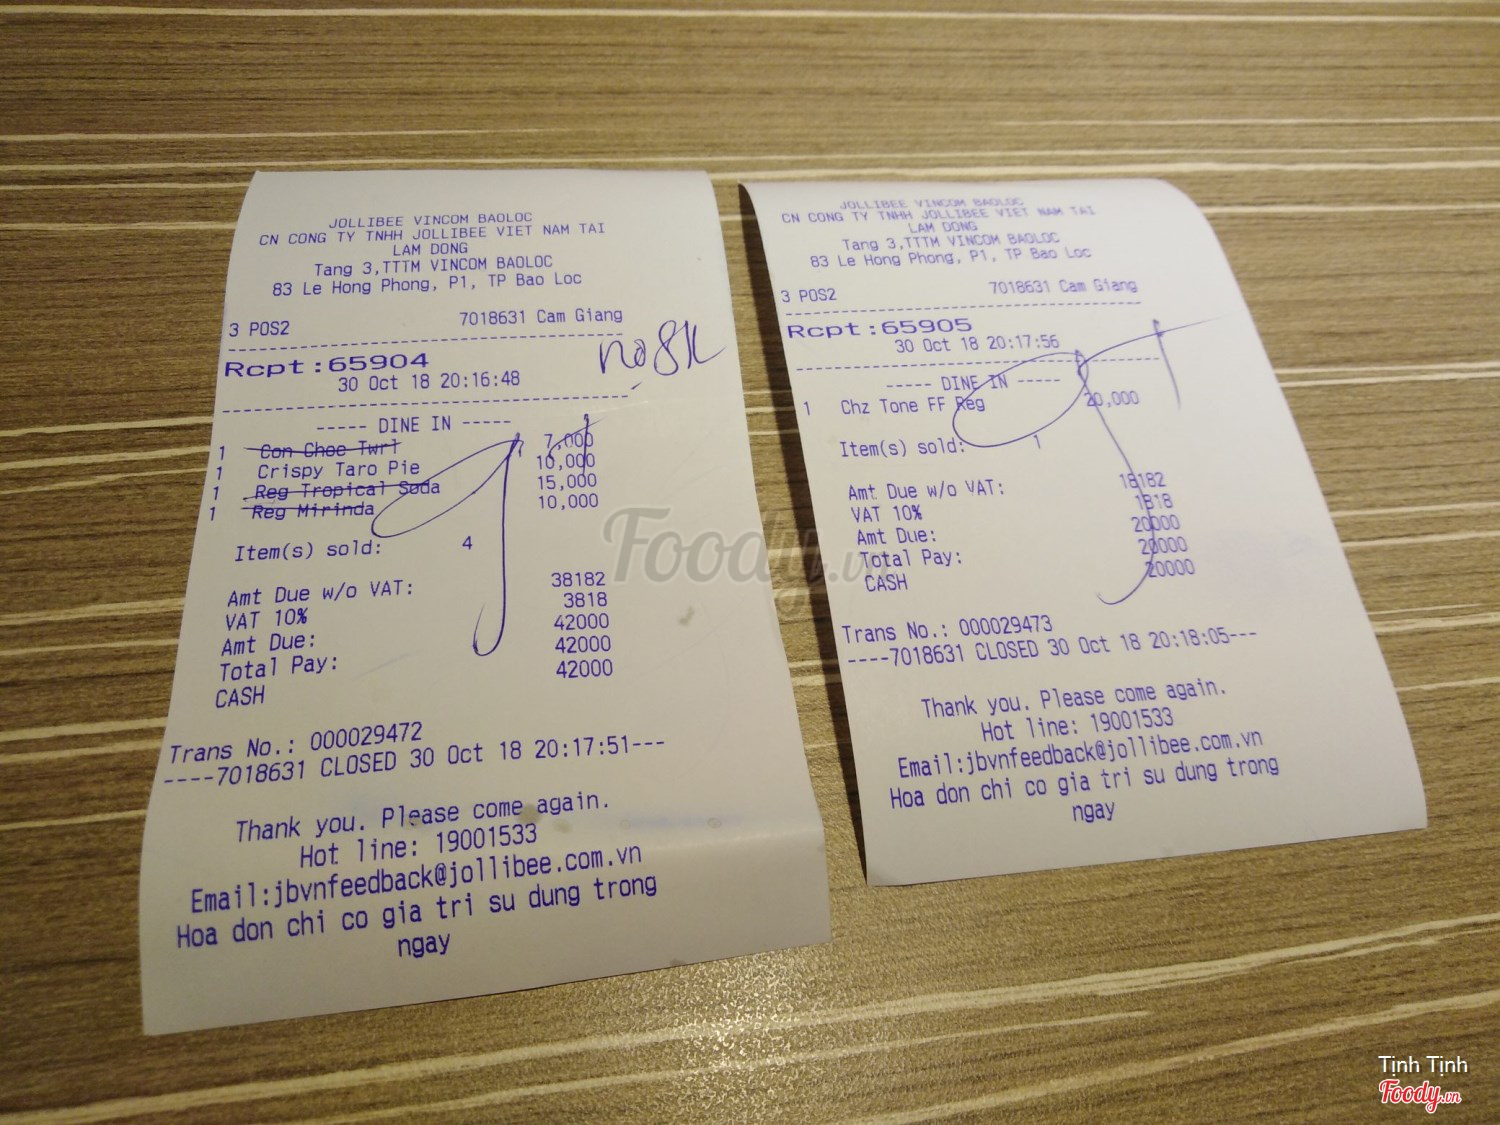 JOLLIBEE VINCOM BAOLOC
CN CONG TY TNHH JOLLIBEE VIET NAM TAI
LAM DONG
Tang 3,TTTM VINCOM BAOLOC
83 Le Hong Phong, P1, TP Bao Loc
3 POS2 7018631 Cam Giang
Rcpt:65904
30 Oct 18 20:16:48
----- DINE IN -----
1 Con Choc Twrl 7,000
1 Crispy Taro Pie 10,000
1 Reg Tropical Soda 15,000
1 Reg Mirinda 10,000
Item(s) sold: 4
Amt Due w/o VAT: 38182
VAT 10% 3818
Amt Due: 42000
Total Pay: 42000
CASH 42000
Trans No.: 000029472
----7018631 CLOSED 30 Oct 18 20:17:51---
Thank you. Please come again.
Hot line: 19001533
Email:jbvnfeedback@jollibee.com.vn
Hoa don chi co gia tri su dung trong
ngay
JOLLIBEE VINCOM BAOLOC
CN CONG TY TNHH JOLLIBEE VIET NAM TAI
LAM DONG
Tang 3,TTTM VINCOM BAOLOC
83 Le Hong Phong, P1, TP Bao Loc
3 POS2 7018631 Cam Giang
Rcpt:65905
30 Oct 18 20:17:56
----- DINE IN -----
1 Chz Tone FF Reg 20,000
Item(s) sold: 1
Amt Due w/o VAT: 18182
VAT 10% 1818
Amt Due: 20000
Total Pay: 20000
CASH 20000
Trans No.: 000029473
----7018631 CLOSED 30 Oct 18 20:18:05---
Thank you. Please come again.
Hot line: 19001533
Email:jbvnfeedback@jollibee.com.vn
Hoa don chi co gia tri su dung trong
ngay
Foody.vn
Tịnh Tịnh
Foody.vn